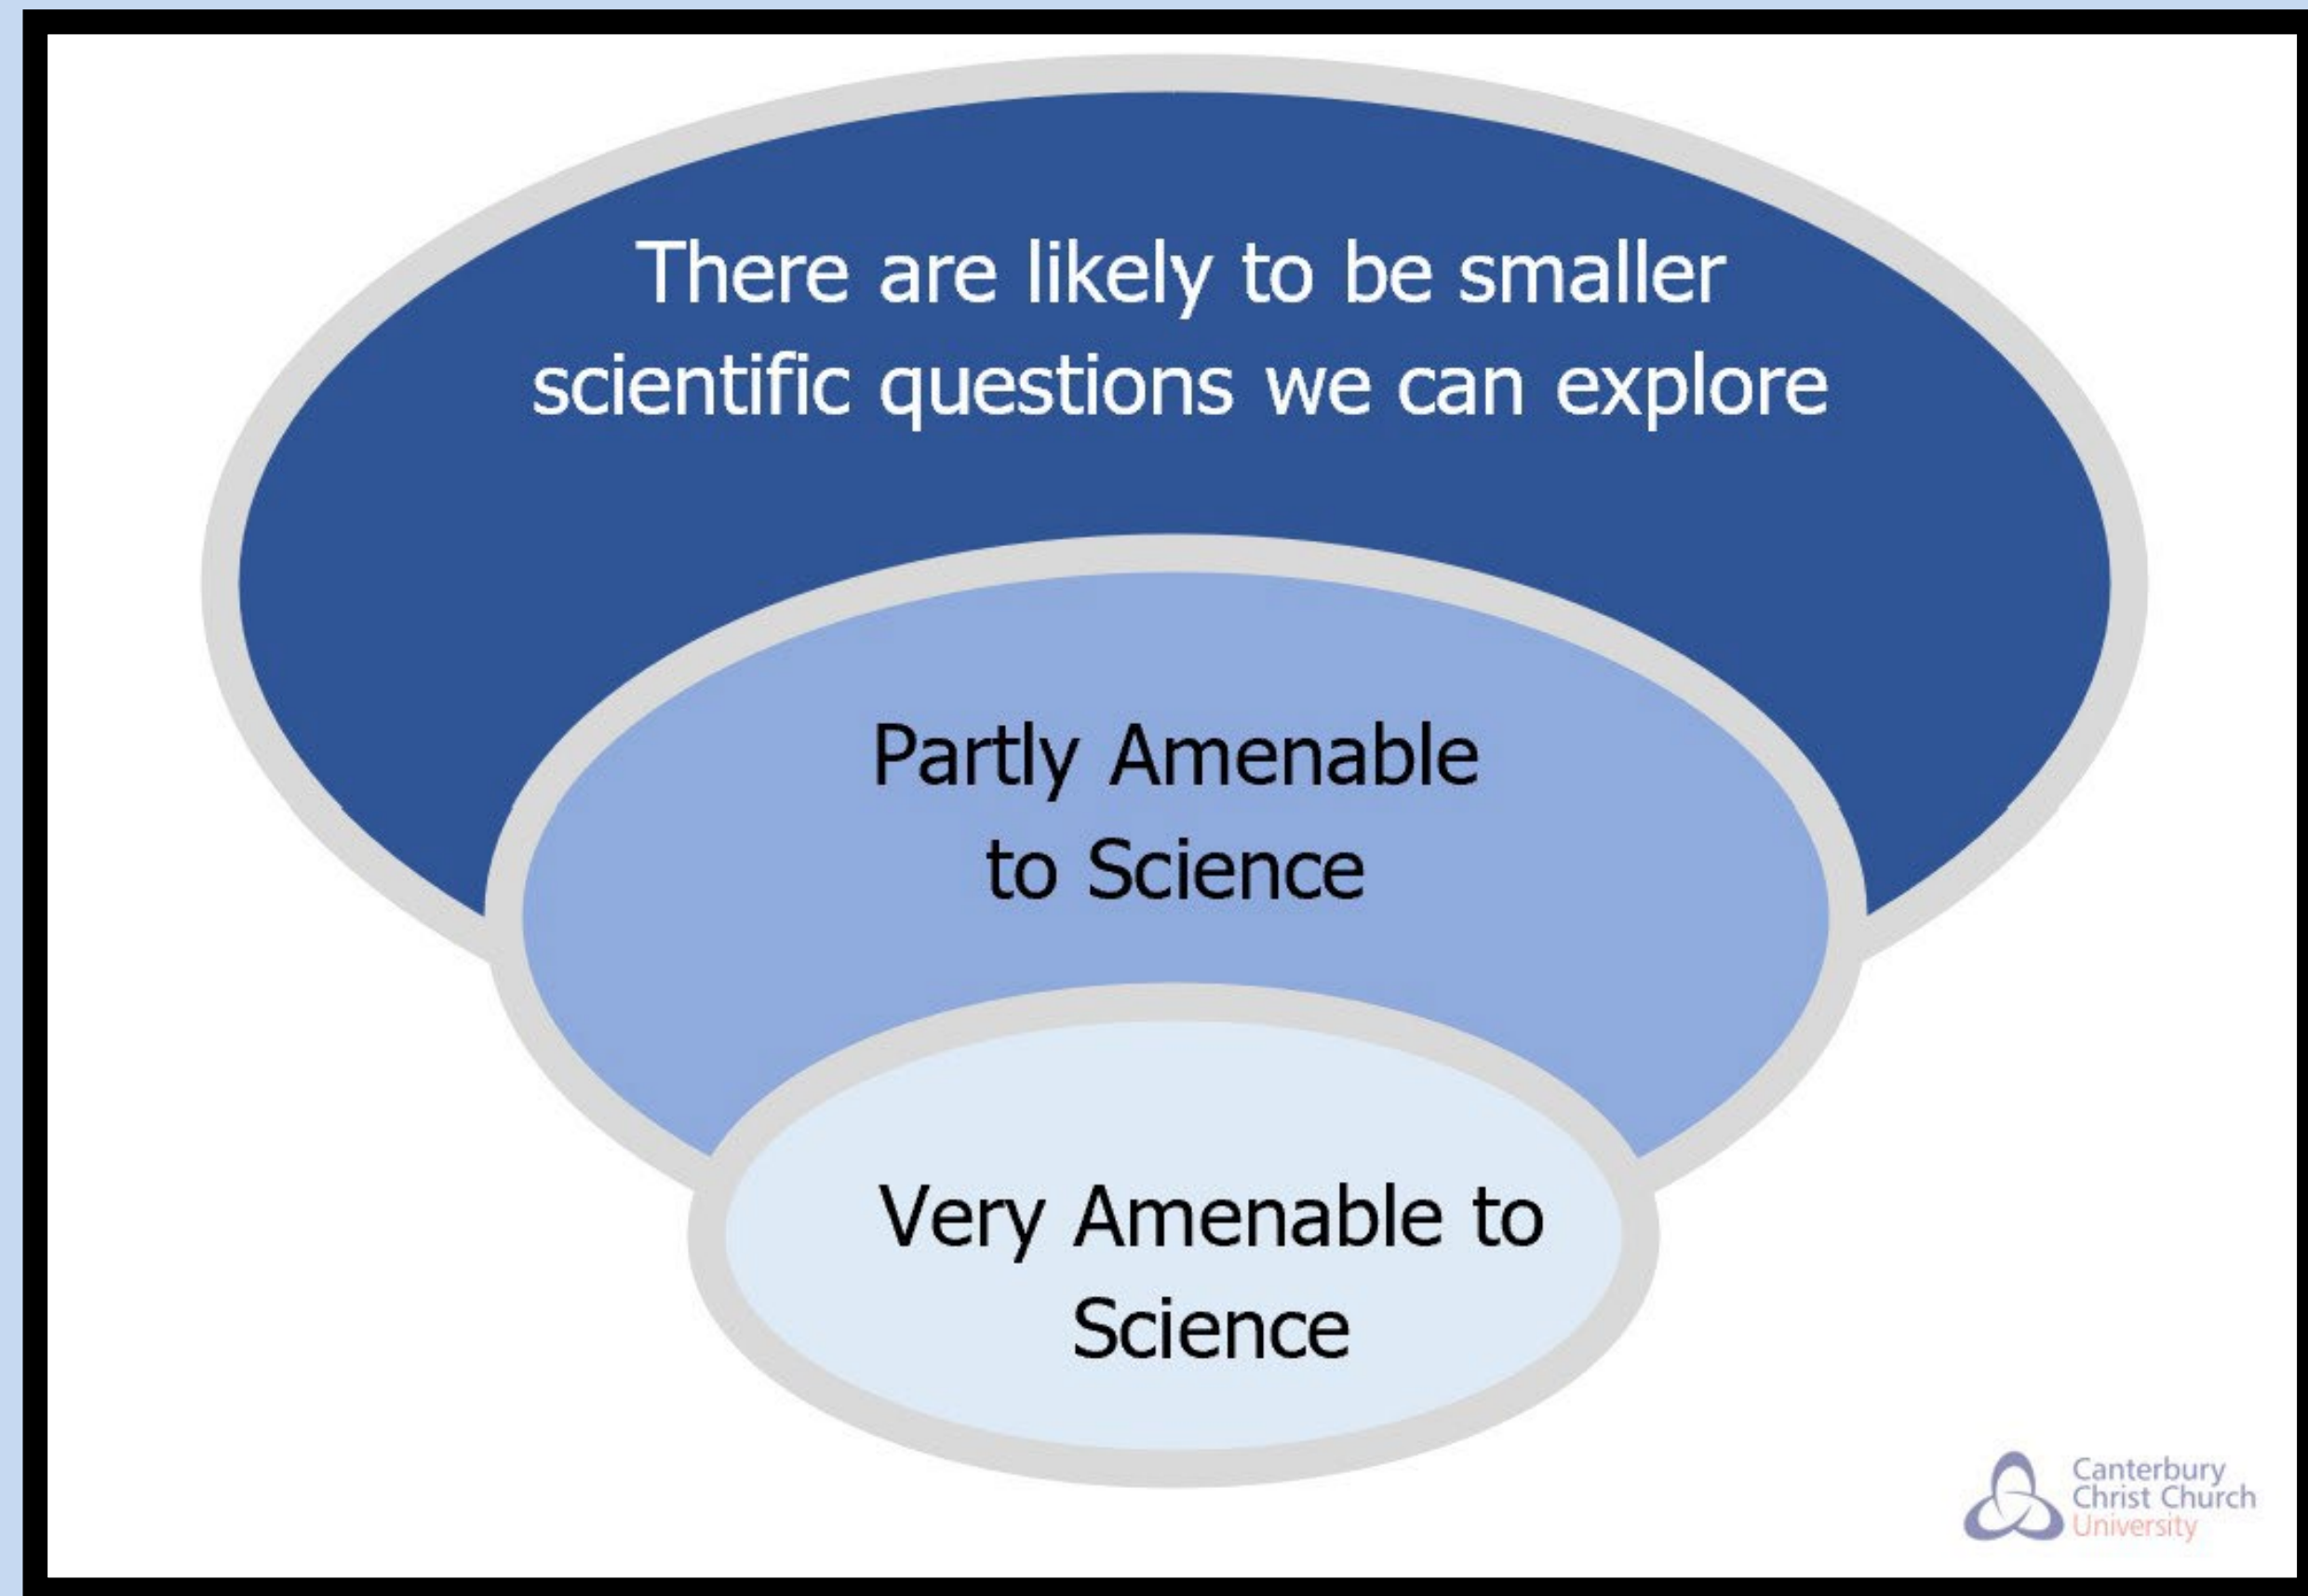 There are likely to be smaller
scientific questions we can explore
Partly Amenable
to Science
Very Amenable to
Science
Canterbury
Christ Church
University